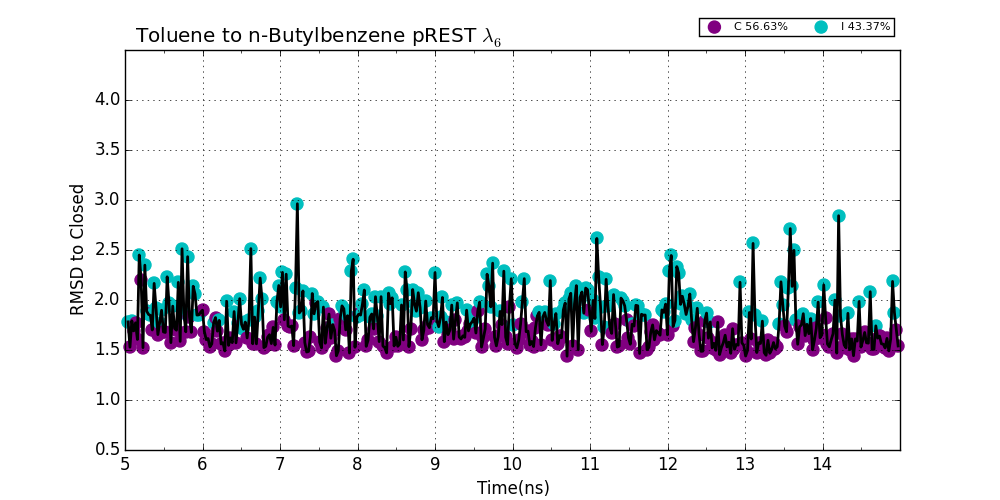 Toluene to n-Butylbenzene pREST λ6
C 56.63% I 43.37%
RMSD to Closed
4.0
3.5
3.0
2.5
2.0
1.5
1.0
0.5
5 6 7 8 9 10 11 12 13 14
Time(ns)